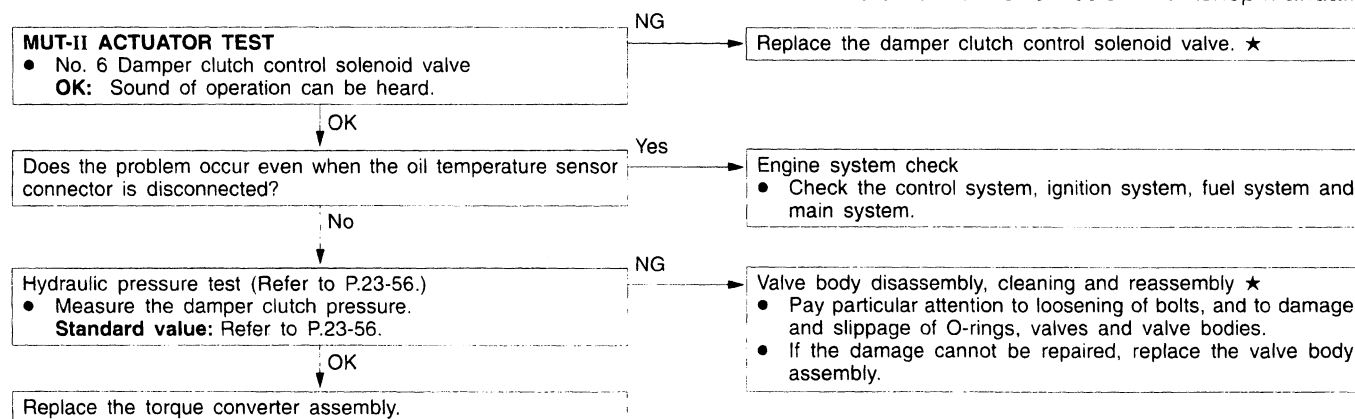 NG
MUT-II ACTUATOR TEST
● No. 6 Damper clutch control solenoid valve
OK: Sound of operation can be heard.
Replace the damper clutch control solenoid valve. ★
OK
Does the problem occur even when the oil temperature sensor
connector is disconnected?
Yes
Engine system check
● Check the control system, ignition system, fuel system and
main system.
No
Hydraulic pressure test (Refer to P.23-56.)
● Measure the damper clutch pressure.
Standard value: Refer to P.23-56.
NG
Valve body disassembly, cleaning and reassembly ★
● Pay particular attention to loosening of bolts, and to damage
and slippage of O-rings, valves and valve bodies.
● If the damage cannot be repaired, replace the valve body
assembly.
OK
Replace the torque converter assembly.